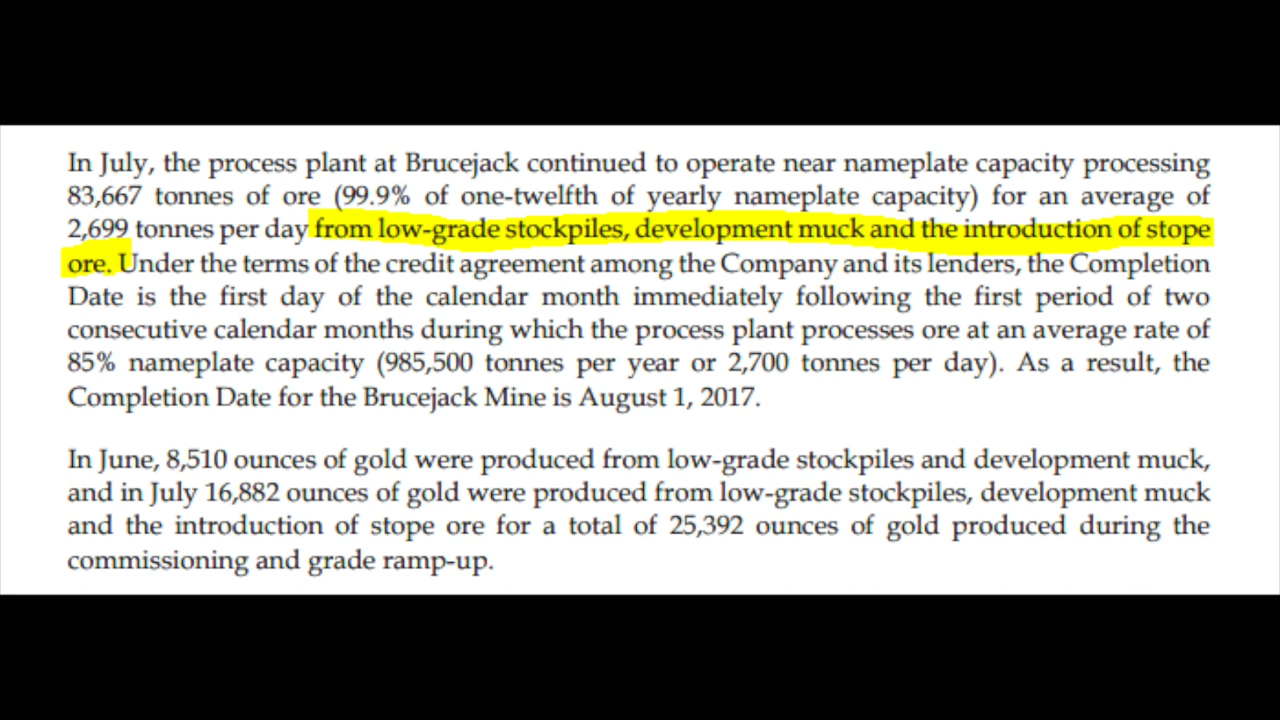 In July, the process plant at Brucejack continued to operate near nameplate capacity processing
83,667 tonnes of ore (99.9% of one-twelfth of yearly nameplate capacity) for an average of
2,699 tonnes per day from low-grade stockpiles, development muck and the introduction of stope
ore. Under the terms of the credit agreement among the Company and its lenders, the Completion
Date is the first day of the calendar month immediately following the first period of two
consecutive calendar months during which the process plant processes ore at an average rate of
85% nameplate capacity (985,500 tonnes per year or 2,700 tonnes per day). As a result, the
Completion Date for the Brucejack Mine is August 1, 2017.
In June, 8,510 ounces of gold were produced from low-grade stockpiles and development muck,
and in July 16,882 ounces of gold were produced from low-grade stockpiles, development muck
and the introduction of stope ore for a total of 25,392 ounces of gold produced during the
commissioning and grade ramp-up.